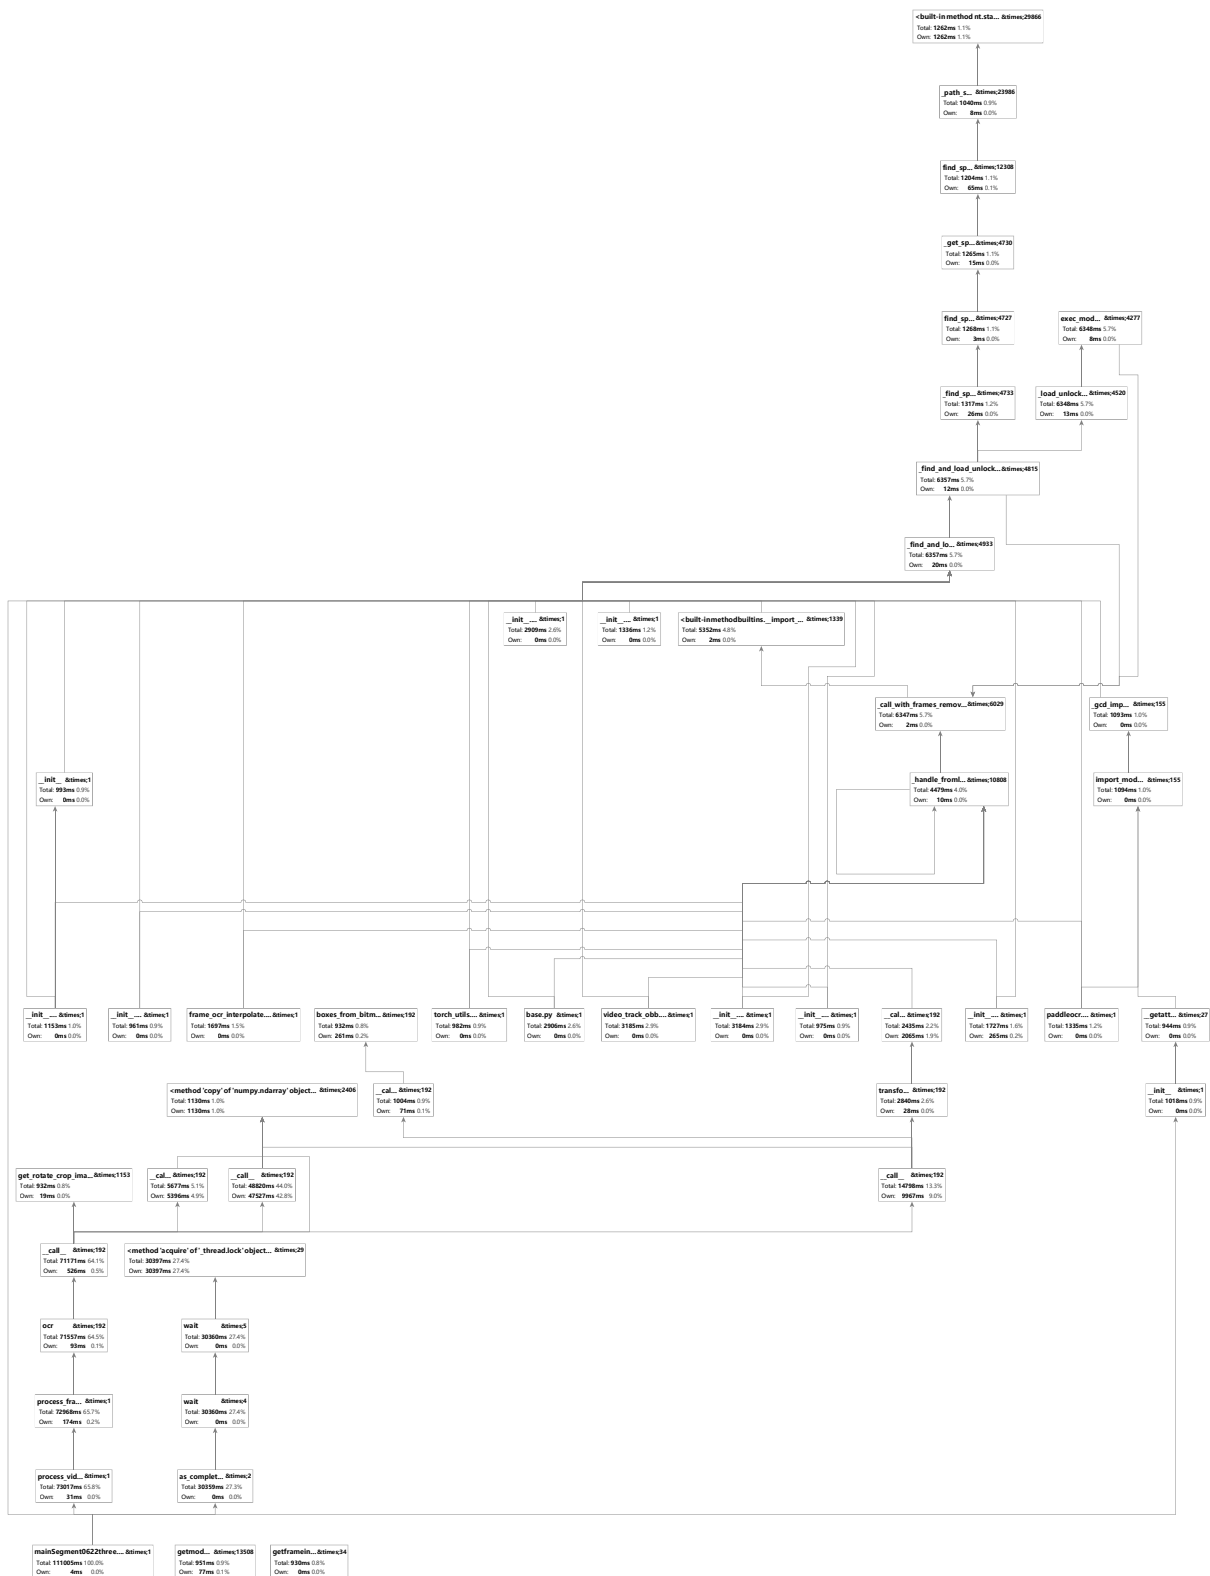 <built-in method nt.sta... &times;29866
Total: 1262ms 1.1%
Own: 1262ms 1.1%
_path_s... &times;23986
Total: 1040ms 0.9%
Own: 8ms 0.0%
find_sp... &times;12308
Total: 1204ms 1.1%
Own: 65ms 0.1%
_get_sp... &times;4730
Total: 1265ms 1.1%
Own: 15ms 0.0%
find_sp... &times;4727
Total: 1268ms 1.1%
Own: 3ms 0.0%
exec_mod... &times;4277
Total: 6348ms 5.7%
Own: 8ms 0.0%
_find_sp... &times;4733
Total: 1317ms 1.2%
Own: 26ms 0.0%
_load_unlock... &times;4520
Total: 6348ms 5.7%
Own: 13ms 0.0%
_find_and_load_unlock... &times;4815
Total: 6357ms 5.7%
Own: 12ms 0.0%
_find_and_lo... &times;4933
Total: 6357ms 5.7%
Own: 20ms 0.0%
__init__.... &times;1
Total: 2909ms 2.6%
Own: 0ms 0.0%
__init__.... &times;1
Total: 1336ms 1.2%
Own: 0ms 0.0%
<built-in method builtins.__import_... &times;1339
Total: 5352ms 4.8%
Own: 2ms 0.0%
_call_with_frames_remov... &times;6029
Total: 6347ms 5.7%
Own: 2ms 0.0%
_gcd_imp... &times;155
Total: 1093ms 1.0%
Own: 0ms 0.0%
__init__ &times;1
Total: 993ms 0.9%
Own: 0ms 0.0%
_handle_froml... &times;10808
Total: 4479ms 4.0%
Own: 10ms 0.0%
import_mod... &times;155
Total: 1094ms 1.0%
Own: 0ms 0.0%
__init__.... &times;1
Total: 1153ms 1.0%
Own: 0ms 0.0%
__init__.... &times;1
Total: 961ms 0.9%
Own: 0ms 0.0%
frame_ocr_interpolate.... &times;1
Total: 1697ms 1.5%
Own: 0ms 0.0%
boxes_from_bitm... &times;192
Total: 932ms 0.8%
Own: 261ms 0.2%
torch_utils.... &times;1
Total: 982ms 0.9%
Own: 0ms 0.0%
base.py &times;1
Total: 2906ms 2.6%
Own: 0ms 0.0%
video_track_obb.... &times;1
Total: 3185ms 2.9%
Own: 0ms 0.0%
__init__.... &times;1
Total: 3184ms 2.9%
Own: 0ms 0.0%
__init__.... &times;1
Total: 975ms 0.9%
Own: 0ms 0.0%
__cal... &times;192
Total: 2435ms 2.2%
Own: 2065ms 1.9%
__init__.... &times;1
Total: 1727ms 1.6%
Own: 265ms 0.2%
paddleocr.... &times;1
Total: 1335ms 1.2%
Own: 0ms 0.0%
__getatt... &times;27
Total: 944ms 0.9%
Own: 0ms 0.0%
<method 'copy' of 'numpy.ndarray' object... &times;2406
Total: 1130ms 1.0%
Own: 1130ms 1.0%
__cal... &times;192
Total: 1004ms 0.9%
Own: 71ms 0.1%
transfo... &times;192
Total: 2840ms 2.6%
Own: 28ms 0.0%
__init__ &times;1
Total: 1018ms 0.9%
Own: 0ms 0.0%
get_rotate_crop_ima... &times;1153
Total: 932ms 0.8%
Own: 19ms 0.0%
__cal... &times;192
Total: 5677ms 5.1%
Own: 5396ms 4.9%
__call__ &times;192
Total: 48820ms 44.0%
Own: 47527ms 42.8%
__call__ &times;192
Total: 14798ms 13.3%
Own: 9967ms 9.0%
__call__ &times;192
Total: 71171ms 64.1%
Own: 526ms 0.5%
<method 'acquire' of '_thread.lock' object... &times;29
Total: 30397ms 27.4%
Own: 30397ms 27.4%
ocr &times;192
Total: 71557ms 64.5%
Own: 93ms 0.1%
wait &times;5
Total: 30360ms 27.4%
Own: 0ms 0.0%
process_fra... &times;1
Total: 72968ms 65.7%
Own: 174ms 0.2%
wait &times;4
Total: 30360ms 27.4%
Own: 0ms 0.0%
process_vid... &times;1
Total: 73017ms 65.8%
Own: 31ms 0.0%
as_complet... &times;2
Total: 30359ms 27.3%
Own: 0ms 0.0%
mainSegment0622three.... &times;1
Total: 111005ms 100.0%
Own: 4ms 0.0%
getmod... &times;13508
Total: 951ms 0.9%
Own: 77ms 0.1%
getframein... &times;34
Total: 930ms 0.8%
Own: 0ms 0.0%